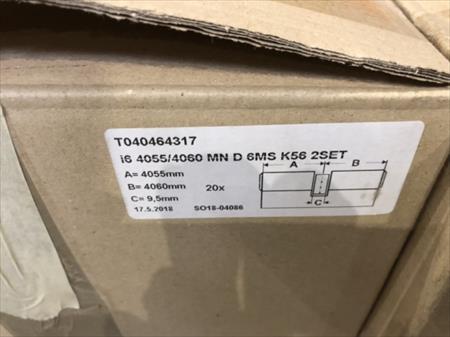 T040464317
i6 4055/4060 MN D 6MS K56 2SET
A= 4055mm
B= 4060mm 20x
C= 9,5mm
17.5.2018 SO18-04086
A B
C